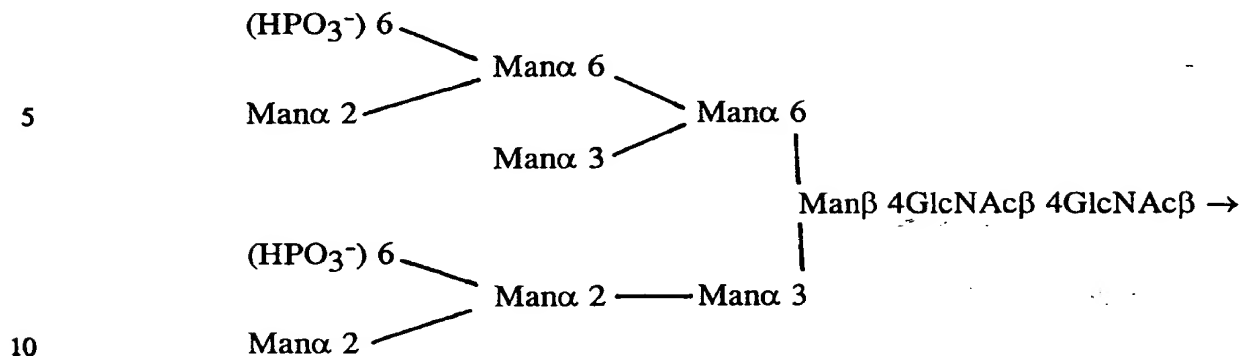 (HPO₃⁻) 6
Manα 6
5 Manα 2 Manα 6
Manα 3
Manβ 4GlcNAcβ 4GlcNAcβ →
(HPO₃⁻) 6
Manα 2 Manα 3
10 Manα 2